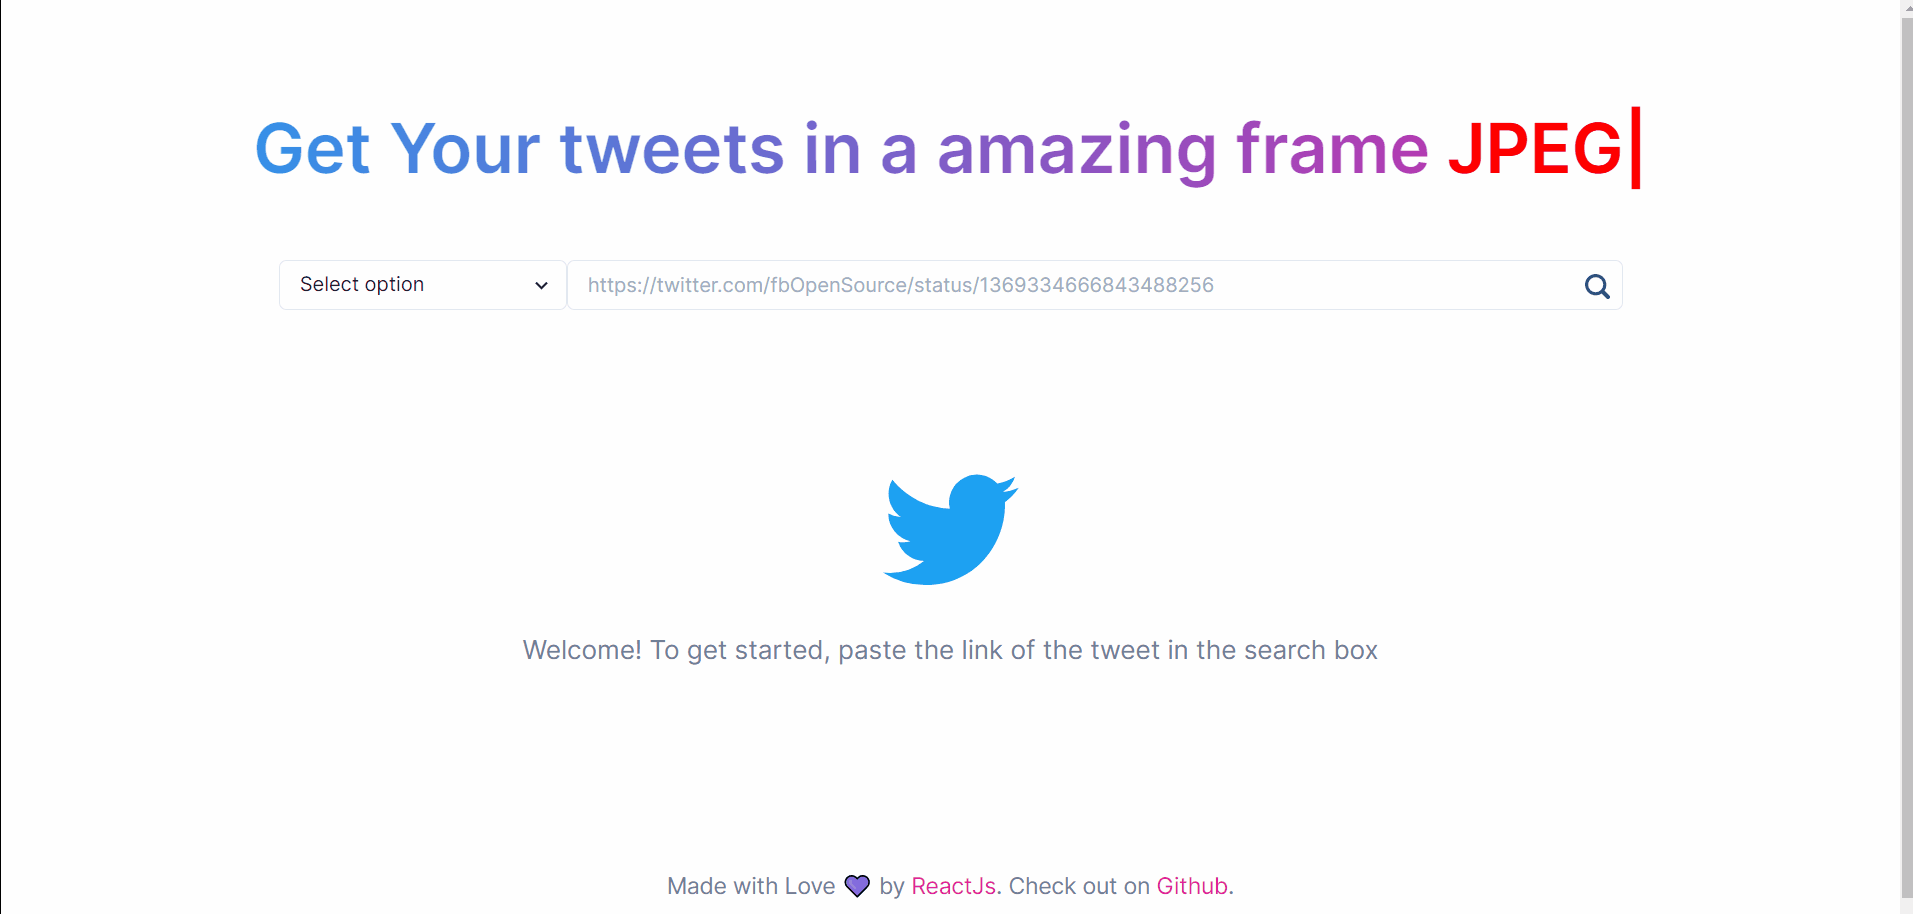 Get Your tweets in a amazing frame JPEG|
Select option
https://twitter.com/fbOpenSource/status/1369334666843488256
Welcome! To get started, paste the link of the tweet in the search box
Made with Love 💜 by ReactJs. Check out on Github.